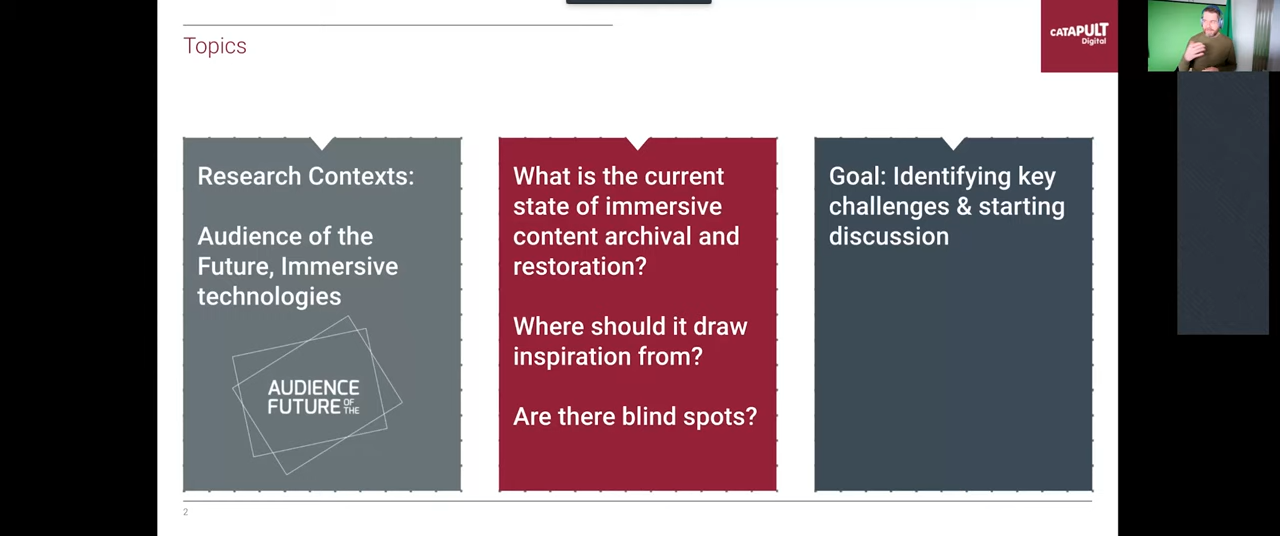 Topics
CATAPULT
Digital
Research Contexts:
Audience of the
Future, Immersive
technologies
AUDIENCE
FUTURE OF THE
What is the current
state of immersive
content archival and
restoration?
Where should it draw
inspiration from?
Are there blind spots?
Goal: Identifying key
challenges & starting
discussion
2